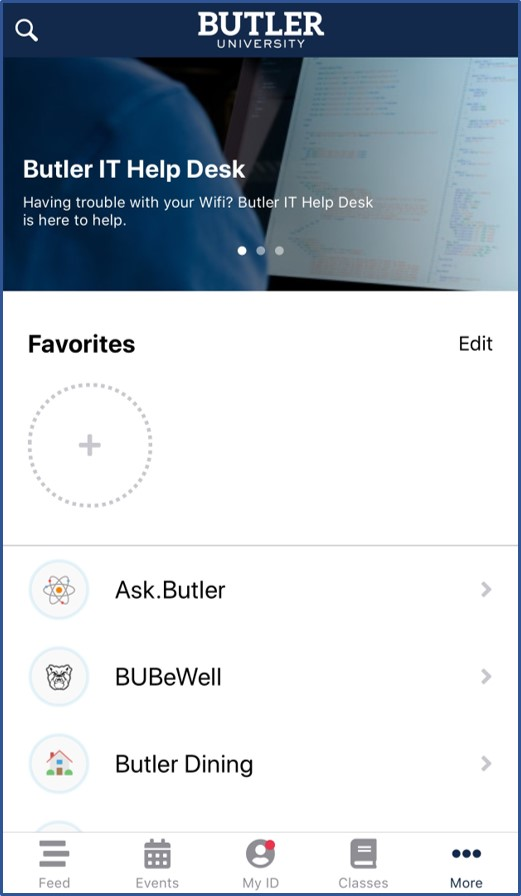 BUTLER
UNIVERSITY
Butler IT Help Desk
Having trouble with your Wifi? Butler IT Help Desk
is here to help.
Favorites
Edit
Ask.Butler
BUBeWell
Butler Dining
Feed
Events
My ID
Classes
More